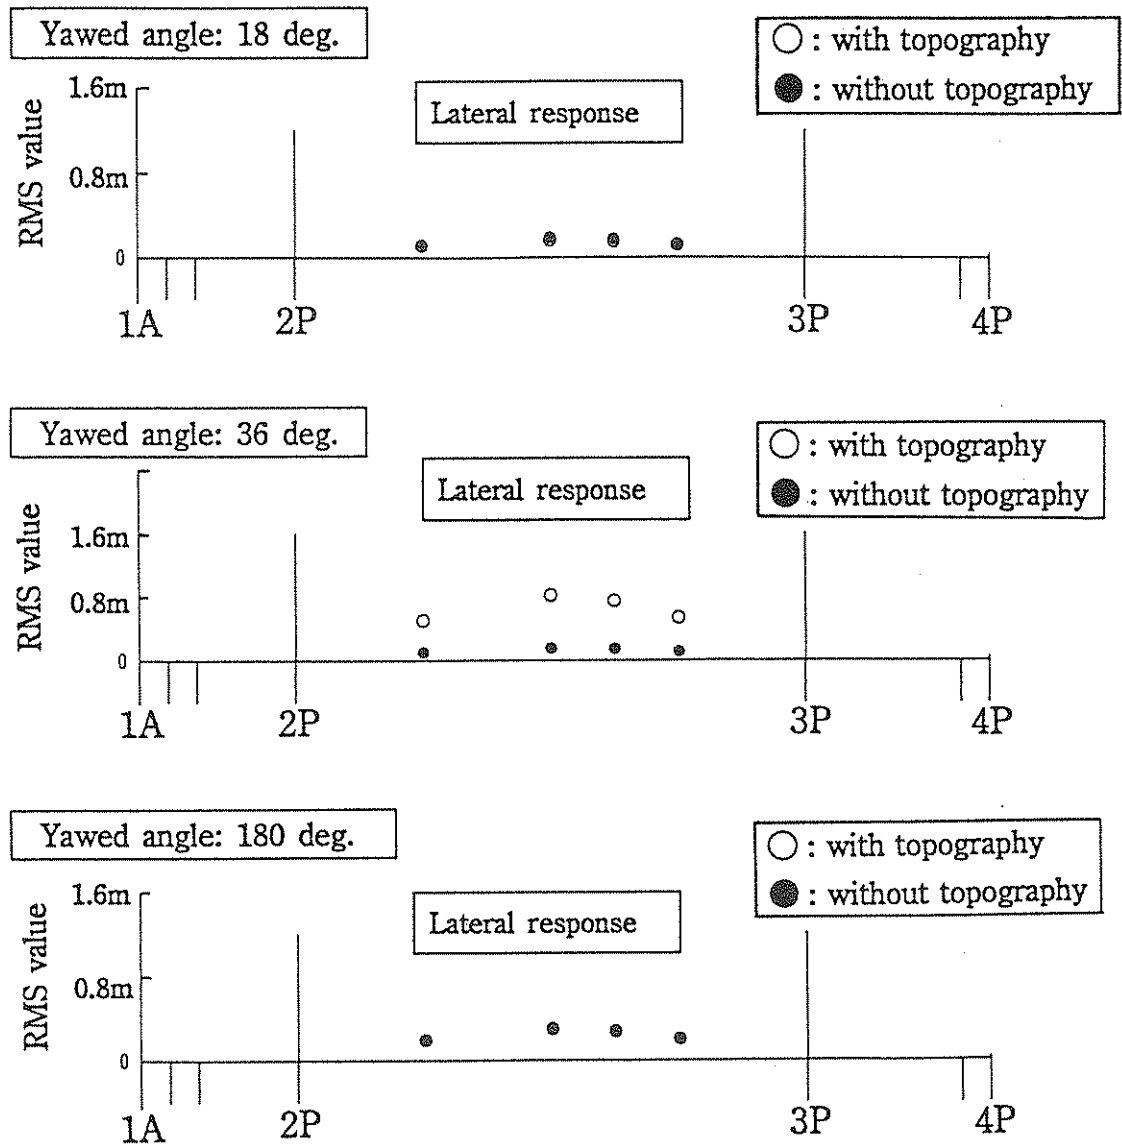 Yawed angle: 18 deg.
○ : with topography
● : without topography
Lateral response
RMS value
1.6m
0.8m
0
1A
2P
3P
4P
Yawed angle: 36 deg.
○ : with topography
● : without topography
Lateral response
RMS value
1.6m
0.8m
0
1A
2P
3P
4P
Yawed angle: 180 deg.
○ : with topography
● : without topography
Lateral response
RMS value
1.6m
0.8m
0
1A
2P
3P
4P